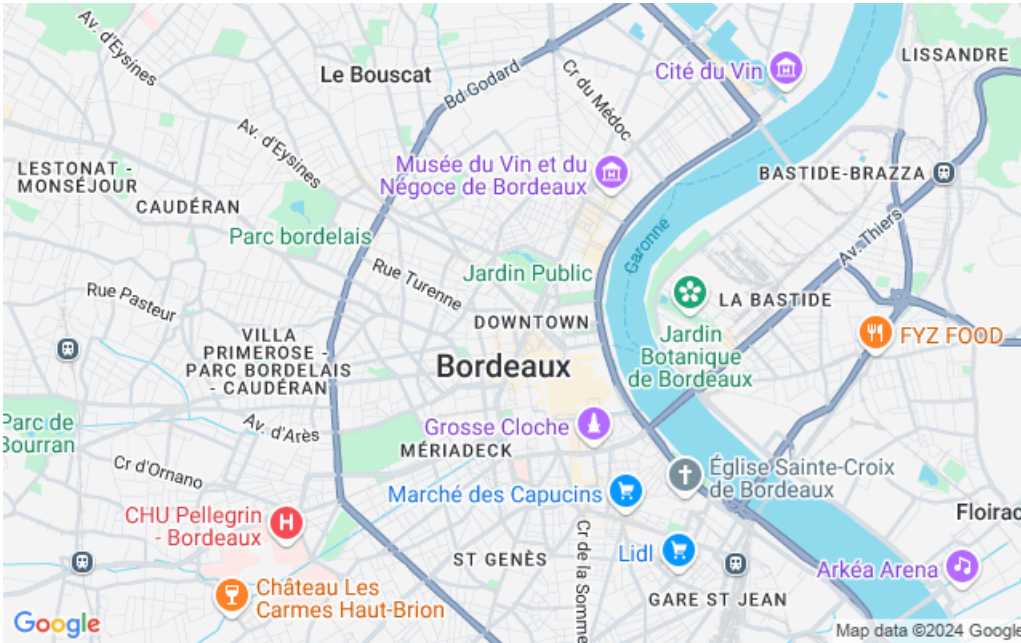 Av. d'Eysines
Le Bouscat
Bd Godard
Cr du Médoc
Cité du Vin
LISSANDRE
Av. d'Eysines
LESTONAT -
MONSÉJOUR
CAUDÉRAN
Musée du Vin et du
Négoce de Bordeaux
BASTIDE-BRAZZA
Parc bordelais
Garonne
Av. Thiers
Rue Turenne
Jardin Public
Rue Pasteur
LA BASTIDE
DOWNTOWN
VILLA
PRIMEROSE -
PARC BORDELAIS
- CAUDÉRAN
Bordeaux
Jardin
Botanique
de Bordeaux
FYZ FOOD
Parc de
Bourran
Av. d'Arès
Grosse Cloche
MÉRIADECK
Cr d'Ornano
Marché des Capucins
Église Sainte-Croix
de Bordeaux
CHU Pellegrin
- Bordeaux
H
Floirac
ST GENÈS
Cr de la Somme
Lidl
Arkéa Arena
Château Les
Carmes Haut-Brion
GARE ST JEAN
Google
Map data ©2024 Google